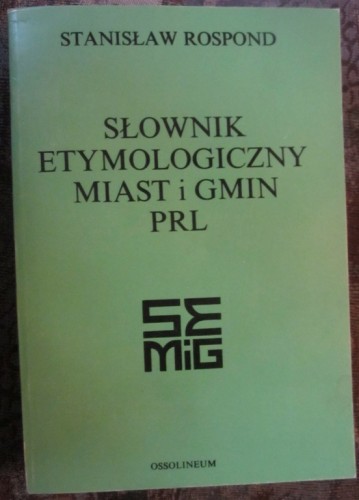 STANISŁAW ROSPOND
SŁOWNIK
ETYMOLOGICZNY
MIAST i GMIN
PRL
SE
MiG
OSSOLINEUM